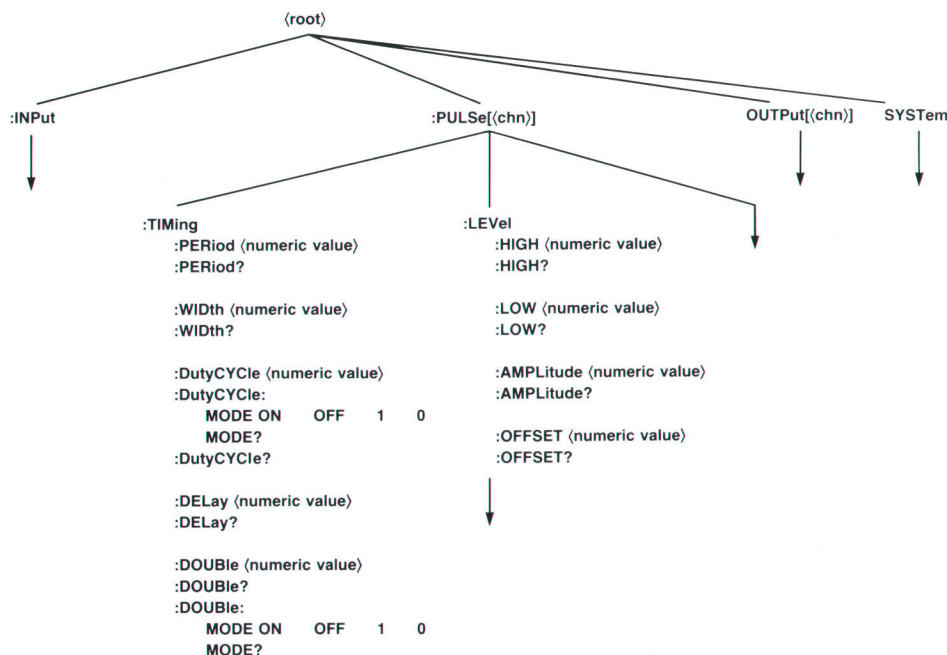 ⟨root⟩
:INPut
:PULSe[⟨chn⟩]
OUTPut[⟨chn⟩]
SYSTem
:TIMing
:PERiod ⟨numeric value⟩
:PERiod?
:WIDth ⟨numeric value⟩
:WIDth?
:DutyCYCle ⟨numeric value⟩
:DutyCYCle:
MODE ON OFF 1 0
MODE?
:DutyCYCle?
:DELay ⟨numeric value⟩
:DELay?
:DOUBle ⟨numeric value⟩
:DOUBle?
:DOUBle:
MODE ON OFF 1 0
MODE?
:LEVel
:HIGH ⟨numeric value⟩
:HIGH?
:LOW ⟨numeric value⟩
:LOW?
:AMPLitude ⟨numeric value⟩
:AMPLitude?
:OFFSET ⟨numeric value⟩
:OFFSET?